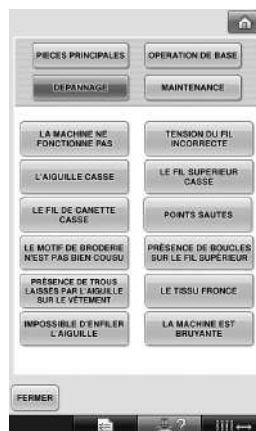 PIECES PRINCIPALES
OPERATION DE BASE
DEPANNAGE
MAINTENANCE
LA MACHINE NE
FONCTIONNE PAS
TENSION DU FIL
INCORRECTE
L'AIGUILLE CASSE
LE FIL SUPERIEUR
CASSE
LE FIL DE CANETTE
CASSE
POINTS SAUTES
LE MOTIF DE BRODERIE
N'EST PAS BIEN COUSU
PRÉSENCE DE BOUCLES
SUR LE FIL SUPÉRIEUR
PRÉSENCE DE TROUS
LAISSÉS PAR L'AIGUILLE
SUR LE VÊTEMENT
LE TISSU FRONCE
IMPOSSIBLE D'ENFILER
L'AIGUILLE
LA MACHINE EST
BRUYANTE
FERMER
?